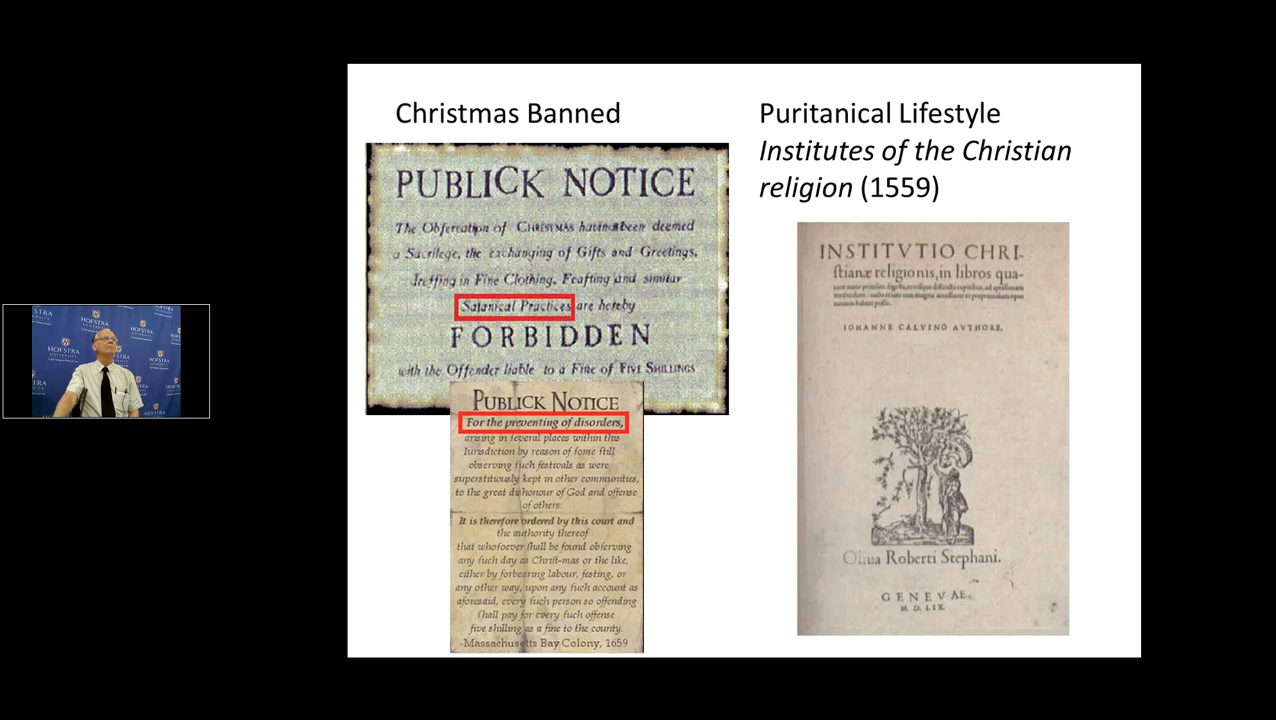 Christmas Banned
PUBLICK NOTICE
The Obſervation of CHRISTMAS having been deemed
a Sacrilege, the exchanging of Gifts and Greetings,
dreſſing in Fine Clothing, Feaſting and similar
Satanical Practices are hereby
FORBIDDEN
with the Offender liable to a Fine of FIVE SHILLINGS
PUBLICK NOTICE
For the preventing of disorders,
arising in ſeveral places within this
Iurisdiction by reason of ſome ſtill
observing ſuch festivals as were
superstitiously kept in other communities,
to the great dishonour of God and offense
of others:
It is therefore ordered by this court and
the authority thereof
that whosoever ſhall be found obſerving
any ſuch day as Chriſt-mas or the like,
either by forbearing labour, feſting, or
any other way, upon any ſuch account as
aforesaid, every ſuch person so offending
ſhall pay for every ſuch offense
five shilling as a fine to the county.
-Massachusetts Bay Colony, 1659
Puritanical Lifestyle
Institutes of the Christian
religion (1559)
INSTITVTIO CHRI-
ſtianæ religionis, in libros qua-
IOHANNE CALVINO AVTHORE.
Oliua Roberti Stephani.
GENEVAE.
M. D. LIX.
HOFSTRA
UNIVERSITY
HOFSTRA
HOFSTRA
HOFSTRA